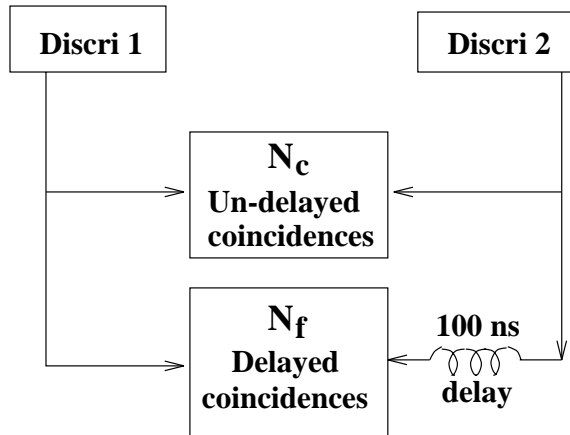 Discri 1
Discri 2
N_c
Un-delayed
coincidences
N_f
Delayed
coincidences
100 ns
delay